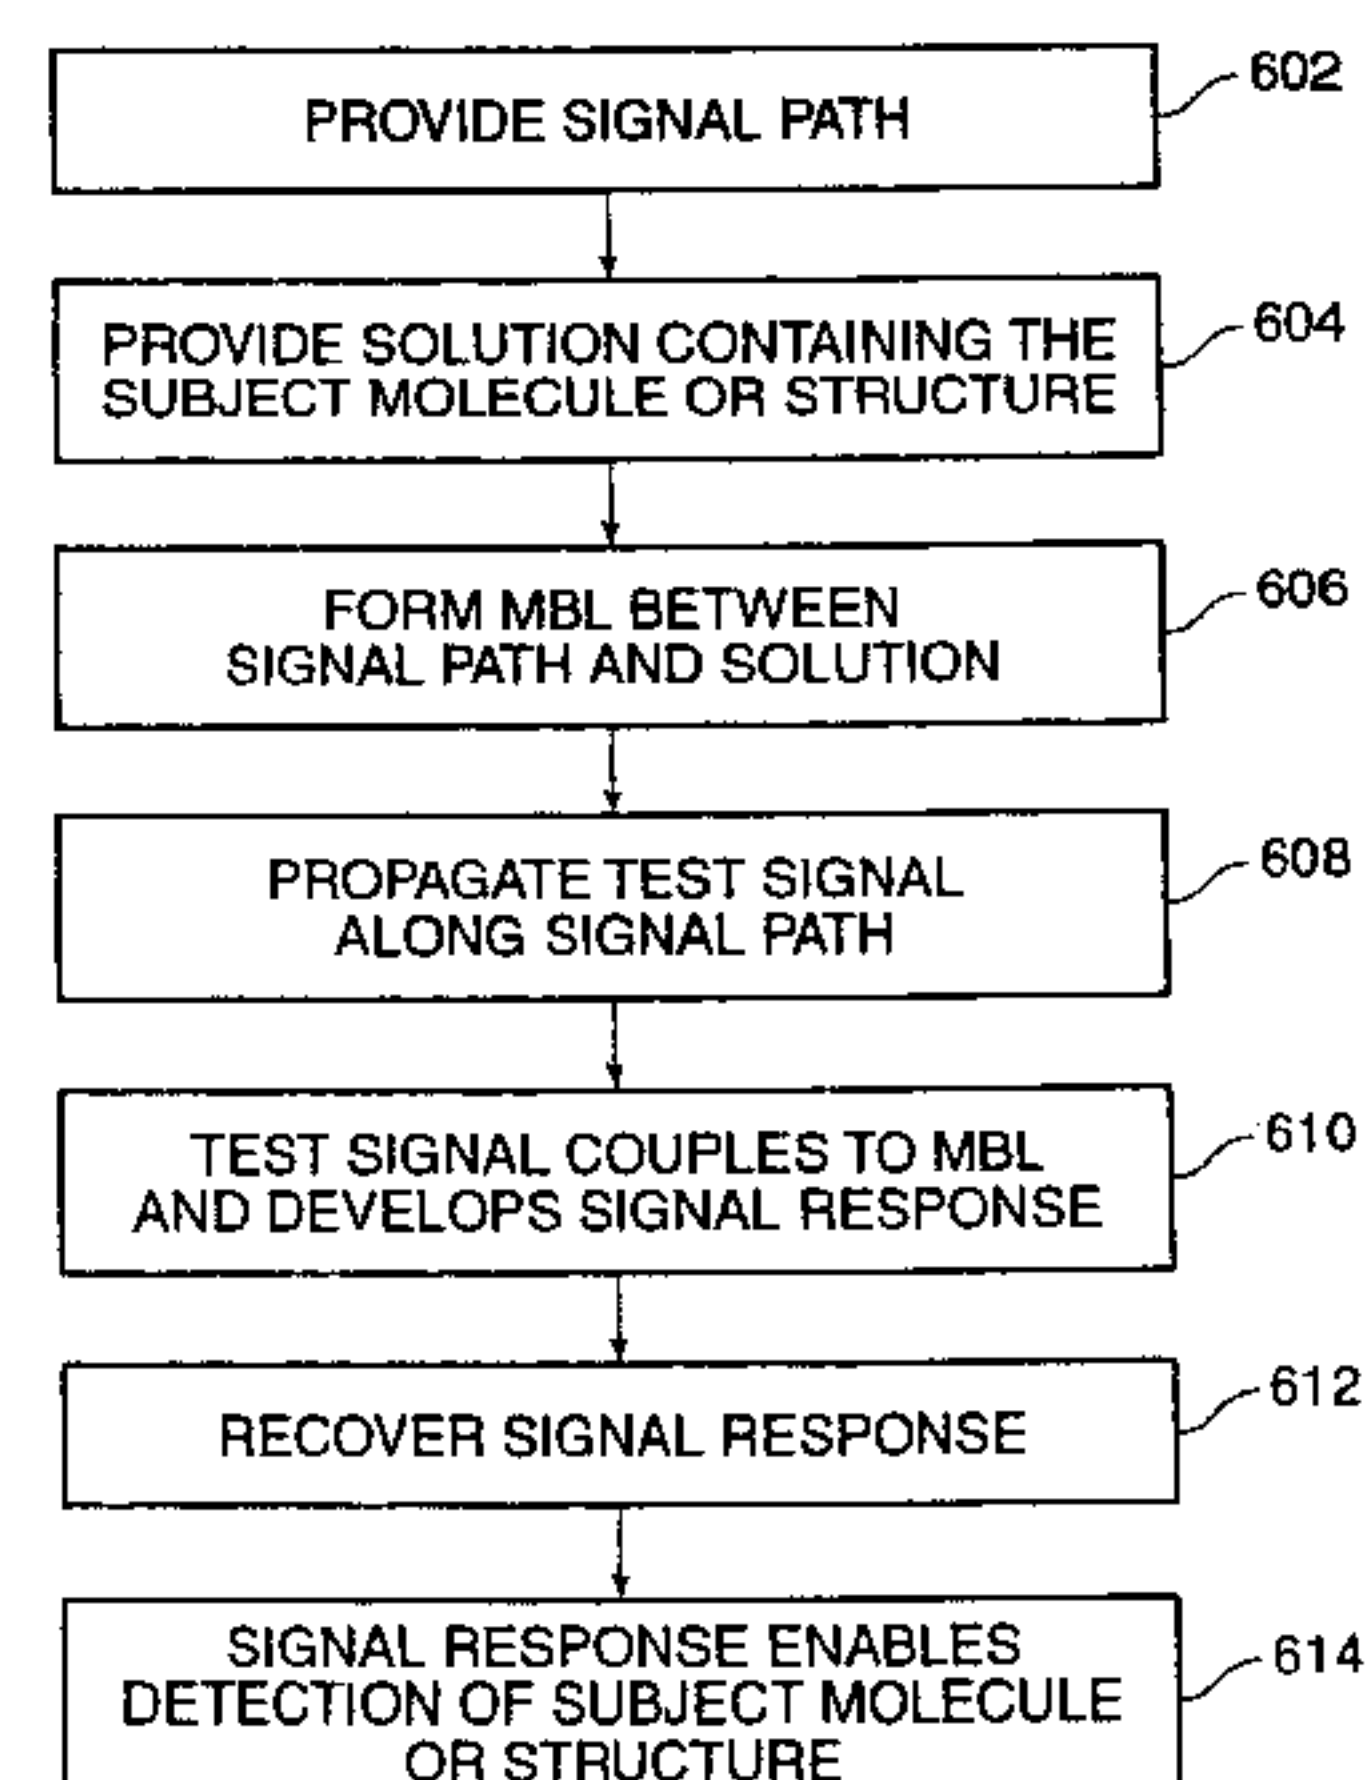 PROVIDE SIGNAL PATH
602
PROVIDE SOLUTION CONTAINING THE
SUBJECT MOLECULE OR STRUCTURE
604
FORM MBL BETWEEN
SIGNAL PATH AND SOLUTION
606
PROPAGATE TEST SIGNAL
ALONG SIGNAL PATH
608
TEST SIGNAL COUPLES TO MBL
AND DEVELOPS SIGNAL RESPONSE
610
RECOVER SIGNAL RESPONSE
612
SIGNAL RESPONSE ENABLES
DETECTION OF SUBJECT MOLECULE
OR STRUCTURE
614